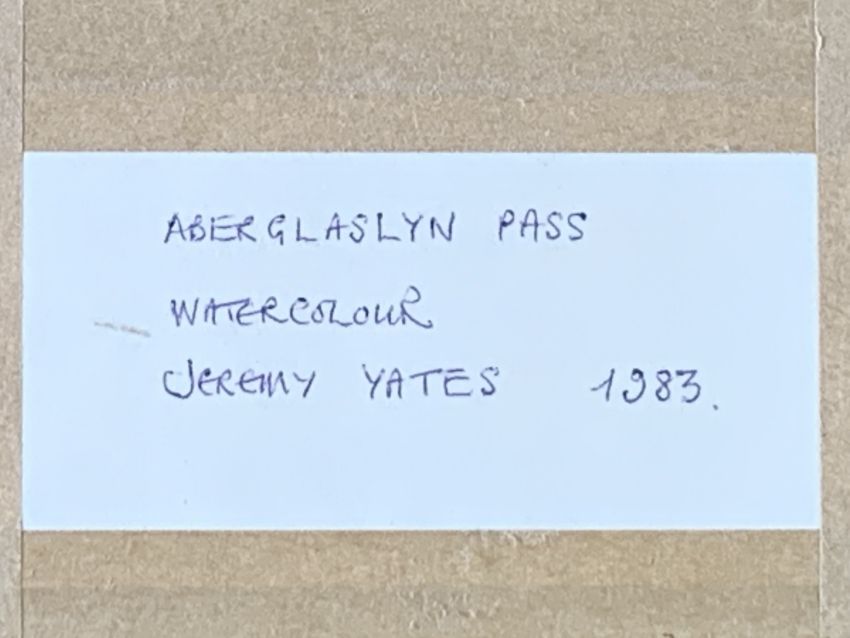 ABERGLASLYN PASS
WATERCOLOUR
JEREMY YATES 1983.